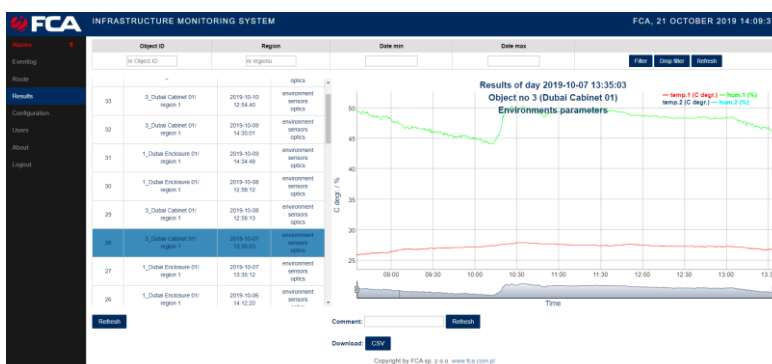 FCA
INFRASTRUCTURE MONITORING SYSTEM
FCA, 21 OCTOBER 2019 14:09:3
Alarms 5
Eventlog
Route
Results
Configuration
Users
About
Logout
Object ID Region Date min Date max
nr Object ID nr regionu Filter Drop filter Refresh
optics
33 3_Dubai Cabinet 01/ region 1 2019-10-10 12:54:40 environment sensors optics
32 3_Dubai Cabinet 01/ region 1 2019-10-09 14:35:01 environment sensors optics
31 1_Dubai Enclosure 01/ region 1 2019-10-09 14:34:48 environment sensors optics
30 1_Dubai Enclosure 01/ region 1 2019-10-08 12:58:12 environment sensors optics
29 3_Dubai Cabinet 01/ region 1 2019-10-08 12:58:13 environment sensors optics
28 3_Dubai Cabinet 01/ region 1 2019-10-07 13:35:03 environment sensors optics
27 1_Dubai Enclosure 01/ region 1 2019-10-07 13:35:12 environment sensors optics
26 1_Dubai Enclosure 01/ region 1 2019-10-06 14:12:20 environment sensors
Results of day 2019-10-07 13:35:03
Object no 3 (Dubai Cabinet 01)
Environments parameters
temp.1 (C degr.) hum.1 (%)
temp.2 (C degr.) hum.2 (%)
50
45
40
35
30
25
C degr. / %
09:00 09:30 10:00 10:30 11:00 11:30 12:00 12:30 13:00 13:3
Time
Refresh
Comment: Refresh
Download: CSV
Copyright by FCA sp. z o.o. www.fca.com.pl